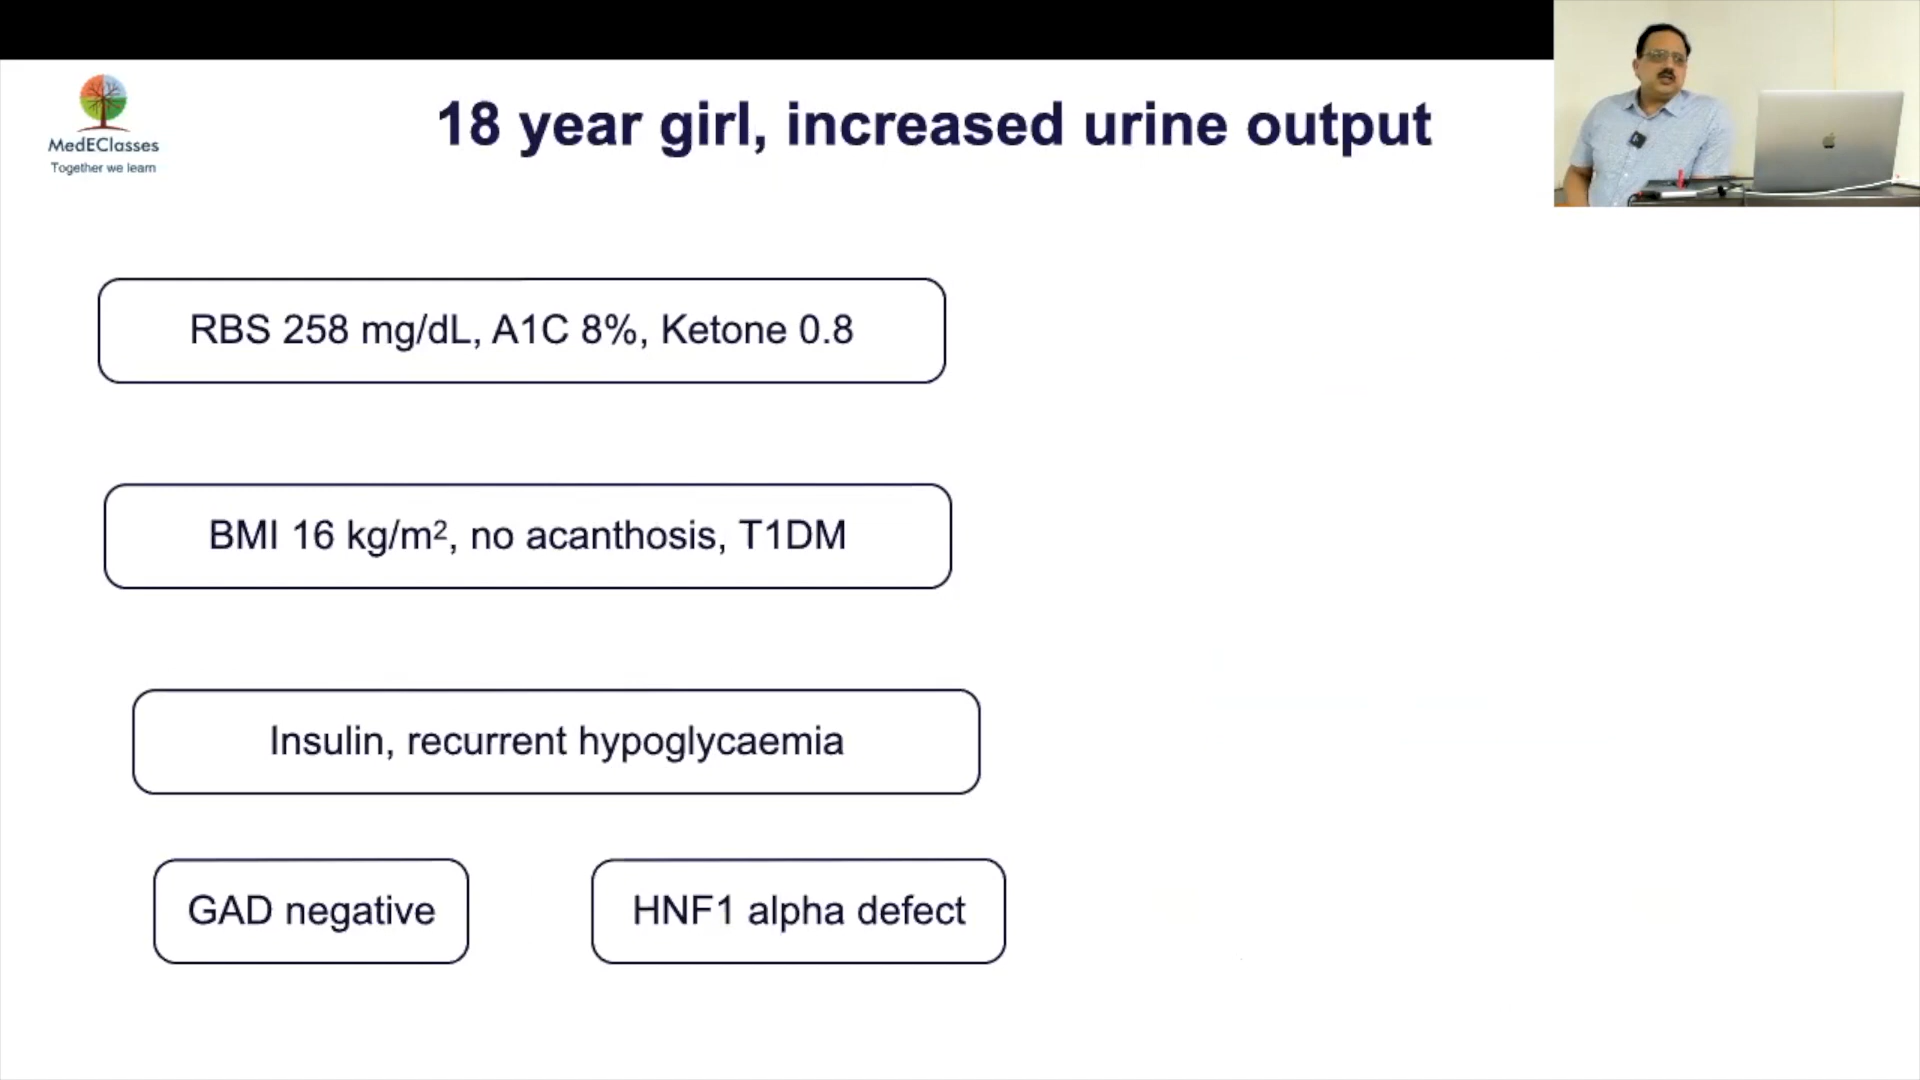 MedEClasses
Together we learn
18 year girl, increased urine output
RBS 258 mg/dL, A1C 8%, Ketone 0.8
BMI 16 kg/m², no acanthosis, T1DM
Insulin, recurrent hypoglycaemia
GAD negative
HNF1 alpha defect